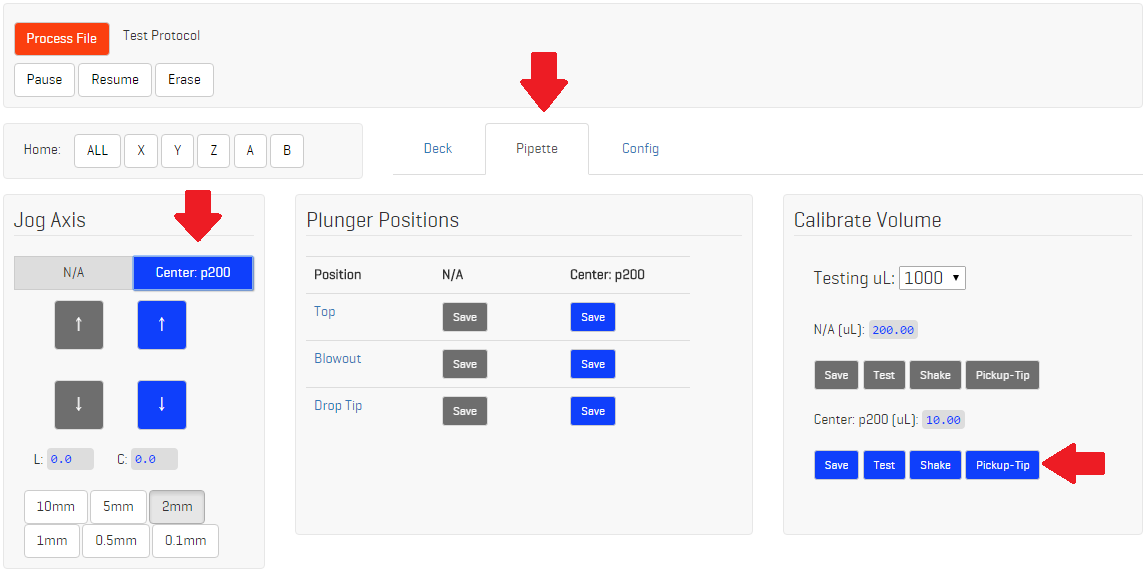 Process File Test Protocol
Pause Resume Erase
Home: ALL X Y Z A B
Deck Pipette Config
Jog Axis
N/A Center: p200
↑ ↑
↓ ↓
L: 0.0 C: 0.0
10mm 5mm 2mm
1mm 0.5mm 0.1mm
Plunger Positions
Position N/A Center: p200
Top Save Save
Blowout Save Save
Drop Tip Save Save
Calibrate Volume
Testing uL: 1000
N/A (uL): 200.00
Save Test Shake Pickup-Tip
Center: p200 (uL): 10.00
Save Test Shake Pickup-Tip